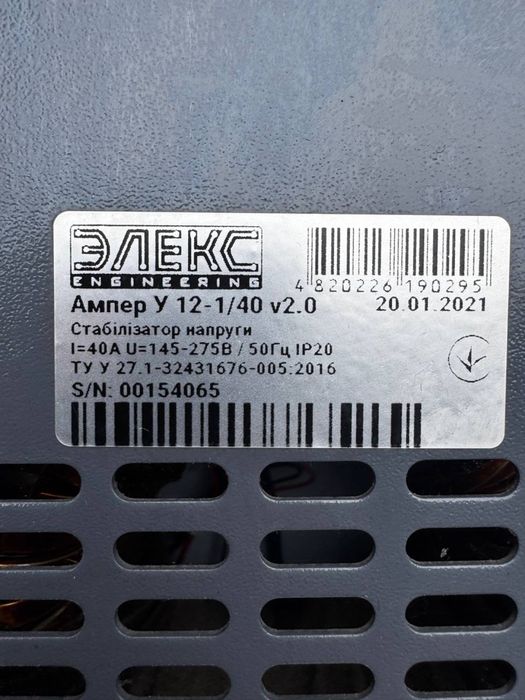 ЭЛЕКС
ENGINEERING
4 820226 190295
Ампер У 12-1/40 v2.0
20.01.2021
Стабілізатор напруги
I=40A U=145-275В / 50Гц IP20
ТУ У 27.1-32431676-005:2016
S/N: 00154065